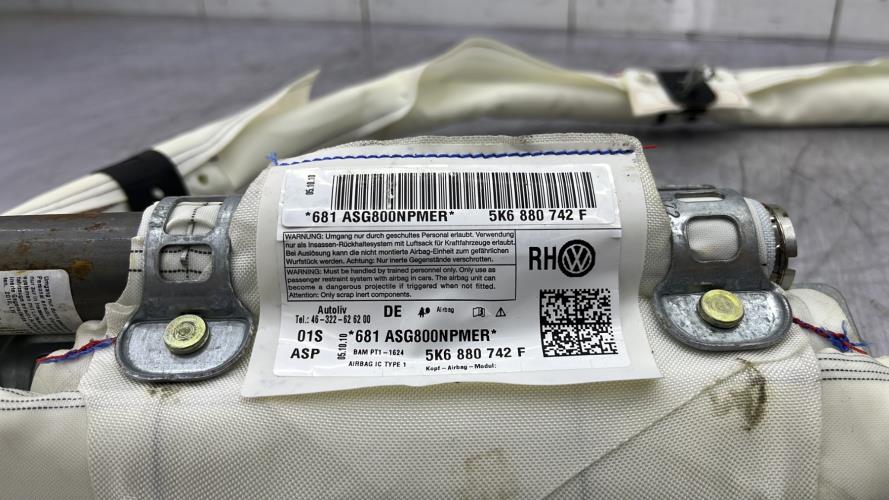 05.10.10
*681 ASG800NPMER* 5K6 880 742 F
WARNUNG: Umgang nur durch geschultes Personal erlaubt. Verwendung
nur als Insassen-Rückhaltesystem mit Luftsack für Kraftfahrzeuge erlaubt.
Bei Auslösung kann die nicht montierte Airbag-Einheit zum gefährlichen
Wurfstück werden. Achtung: Nur inerte Gegenstände verschrotten.
WARNING: Must be handled by trained personnel only. Only use as
passenger restraint system with airbag in cars. The airbag unit can
become a dangerous projectile if triggered when not fitted.
Attention: Only scrap inert components.
RH
Autoliv
Tel.: 46-322-62 62 00
DE
Airbag
01S
ASP
05.10.10
*681 ASG800NPMER*
BAM PT1-1624
5K6 880 742 F
AIRBAG IC TYPE 1
Kopf-Airbag-Modul: